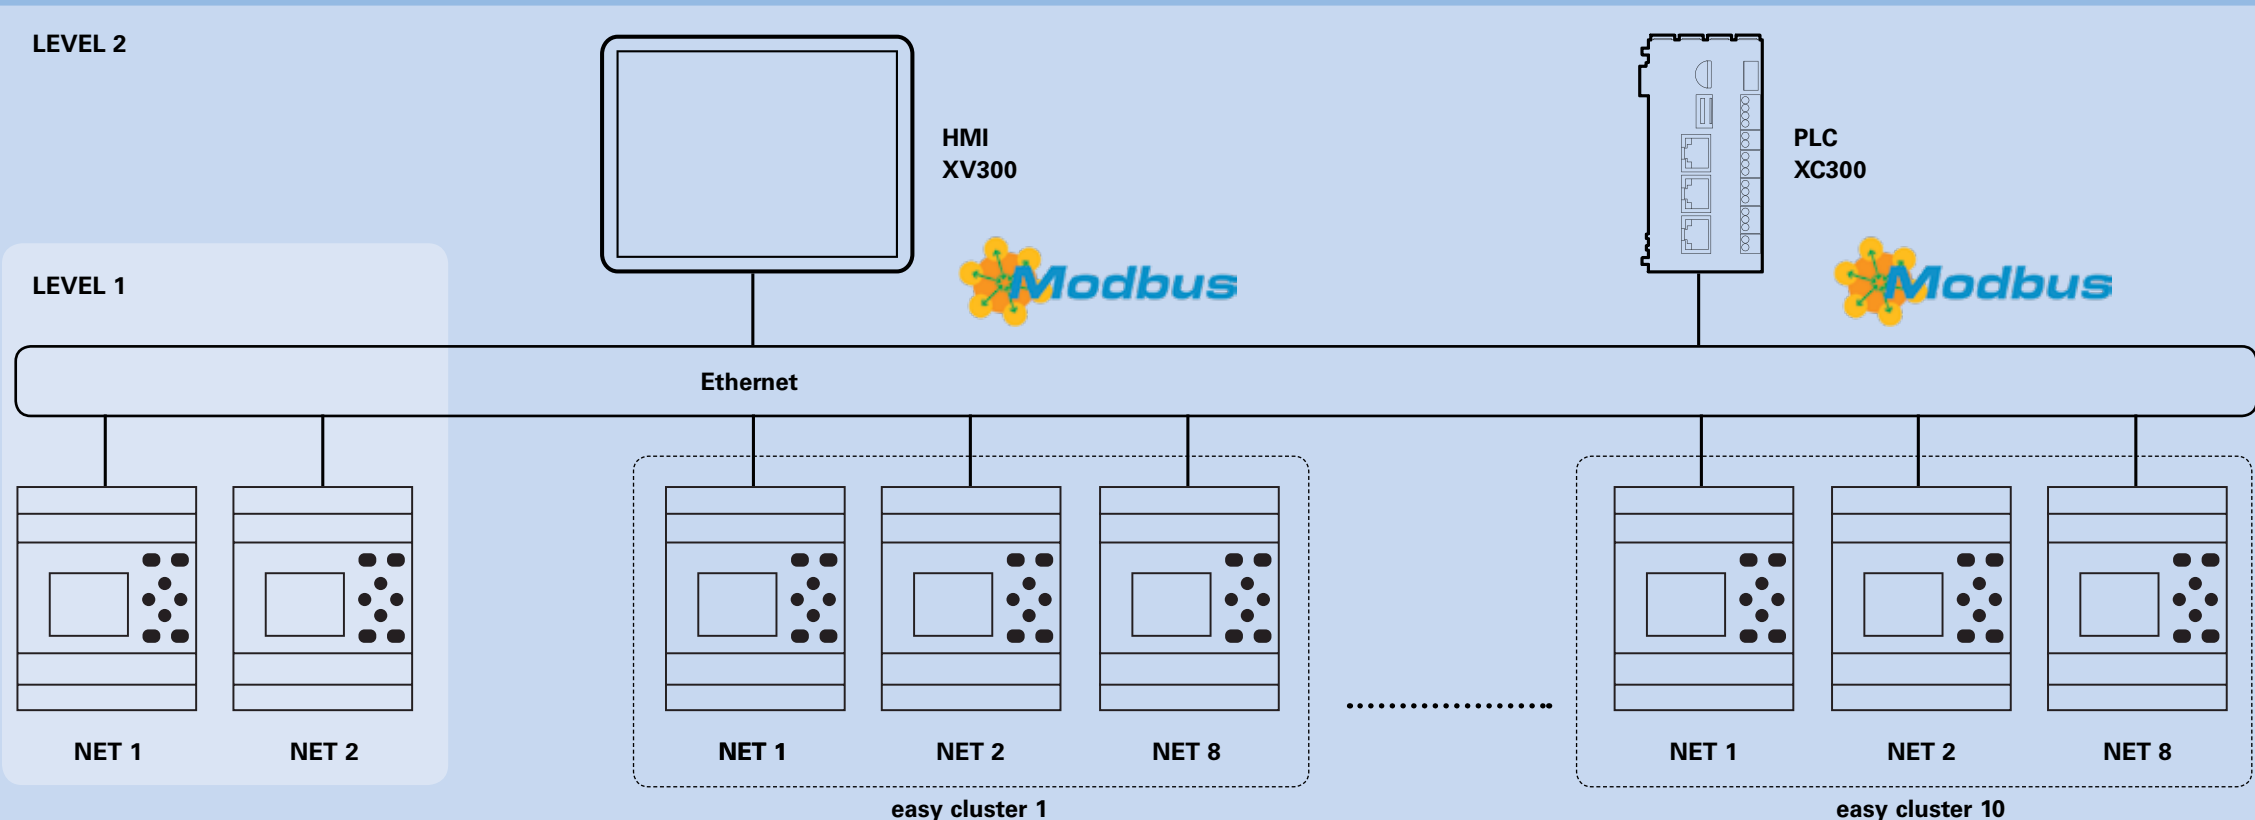 LEVEL 2
HMI
XV300
PLC
XC300
LEVEL 1
Modbus
Modbus
Ethernet
NET 1
NET 2
NET 1
NET 2
NET 8
NET 1
NET 2
NET 8
easy cluster 1
easy cluster 10